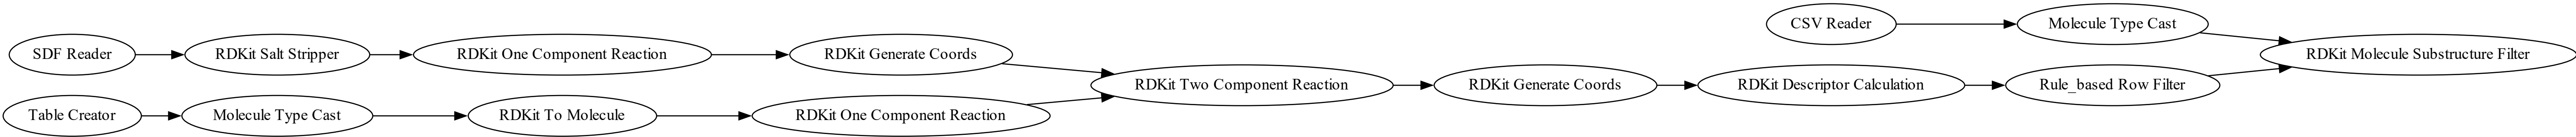 CSV Reader
Molecule Type Cast
SDF Reader
RDKit Salt Stripper
RDKit One Component Reaction
RDKit Generate Coords
RDKit Molecule Substructure Filter
RDKit Two Component Reaction
RDKit Generate Coords
RDKit Descriptor Calculation
Rule_based Row Filter
Table Creator
Molecule Type Cast
RDKit To Molecule
RDKit One Component Reaction